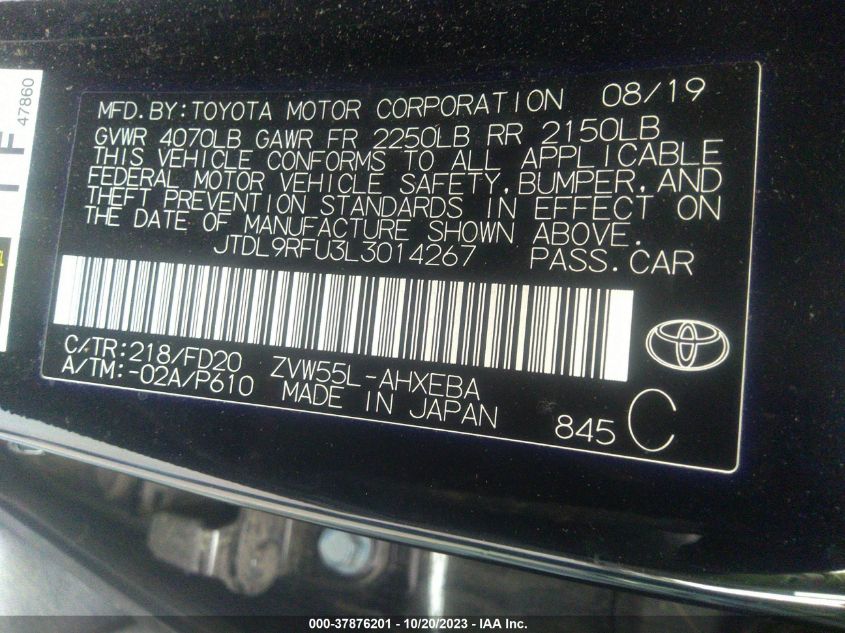 47860
MFD.BY:TOYOTA MOTOR CORPORATION 08/19
GVWR 4070LB GAWR FR 2250LB RR 2150LB
THIS VEHICLE CONFORMS TO ALL APPLICABLE
FEDERAL MOTOR VEHICLE SAFETY,BUMPER,AND
THEFT PREVENTION STANDARDS IN EFFECT ON
THE DATE OF MANUFACTURE SHOWN ABOVE.
JTDL9RFU3L3014267 PASS.CAR
C/TR:218/FD20 ZVW55L-AHXEBA
A/TM:-02A/P610 MADE IN JAPAN
845 C
000-37876201 - 10/20/2023 - IAA Inc.